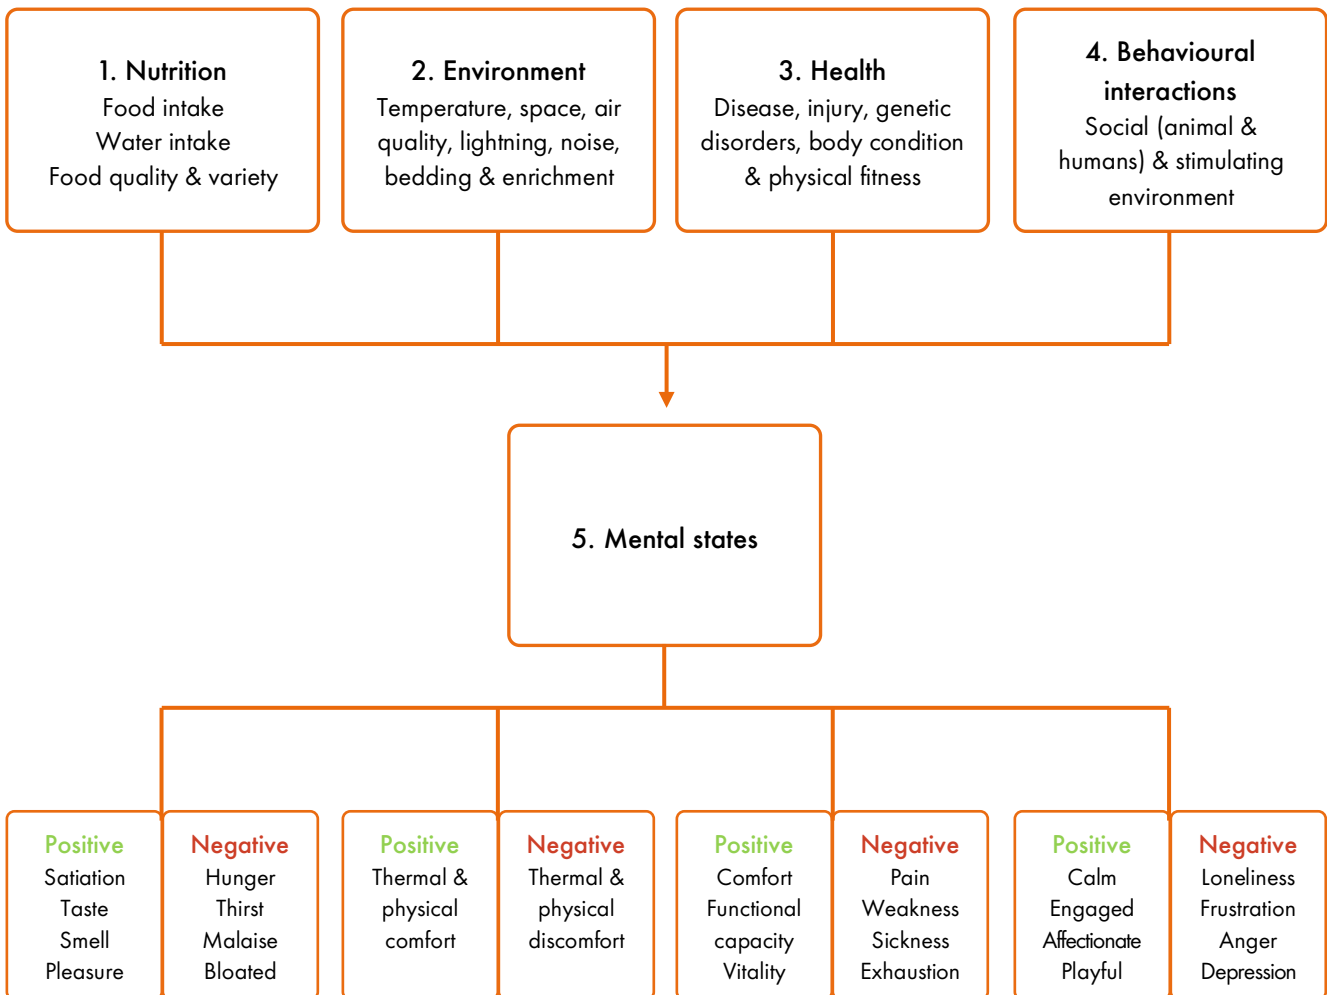 1. Nutrition
Food intake
Water intake
Food quality & variety
2. Environment
Temperature, space, air
quality, lightning, noise,
bedding & enrichment
3. Health
Disease, injury, genetic
disorders, body condition
& physical fitness
4. Behavioural
interactions
Social (animal &
humans) & stimulating
environment
5. Mental states
Positive
Satiation
Taste
Smell
Pleasure
Negative
Hunger
Thirst
Malaise
Bloated
Positive
Thermal &
physical
comfort
Negative
Thermal &
physical
discomfort
Positive
Comfort
Functional
capacity
Vitality
Negative
Pain
Weakness
Sickness
Exhaustion
Positive
Calm
Engaged
Affectionate
Playful
Negative
Loneliness
Frustration
Anger
Depression